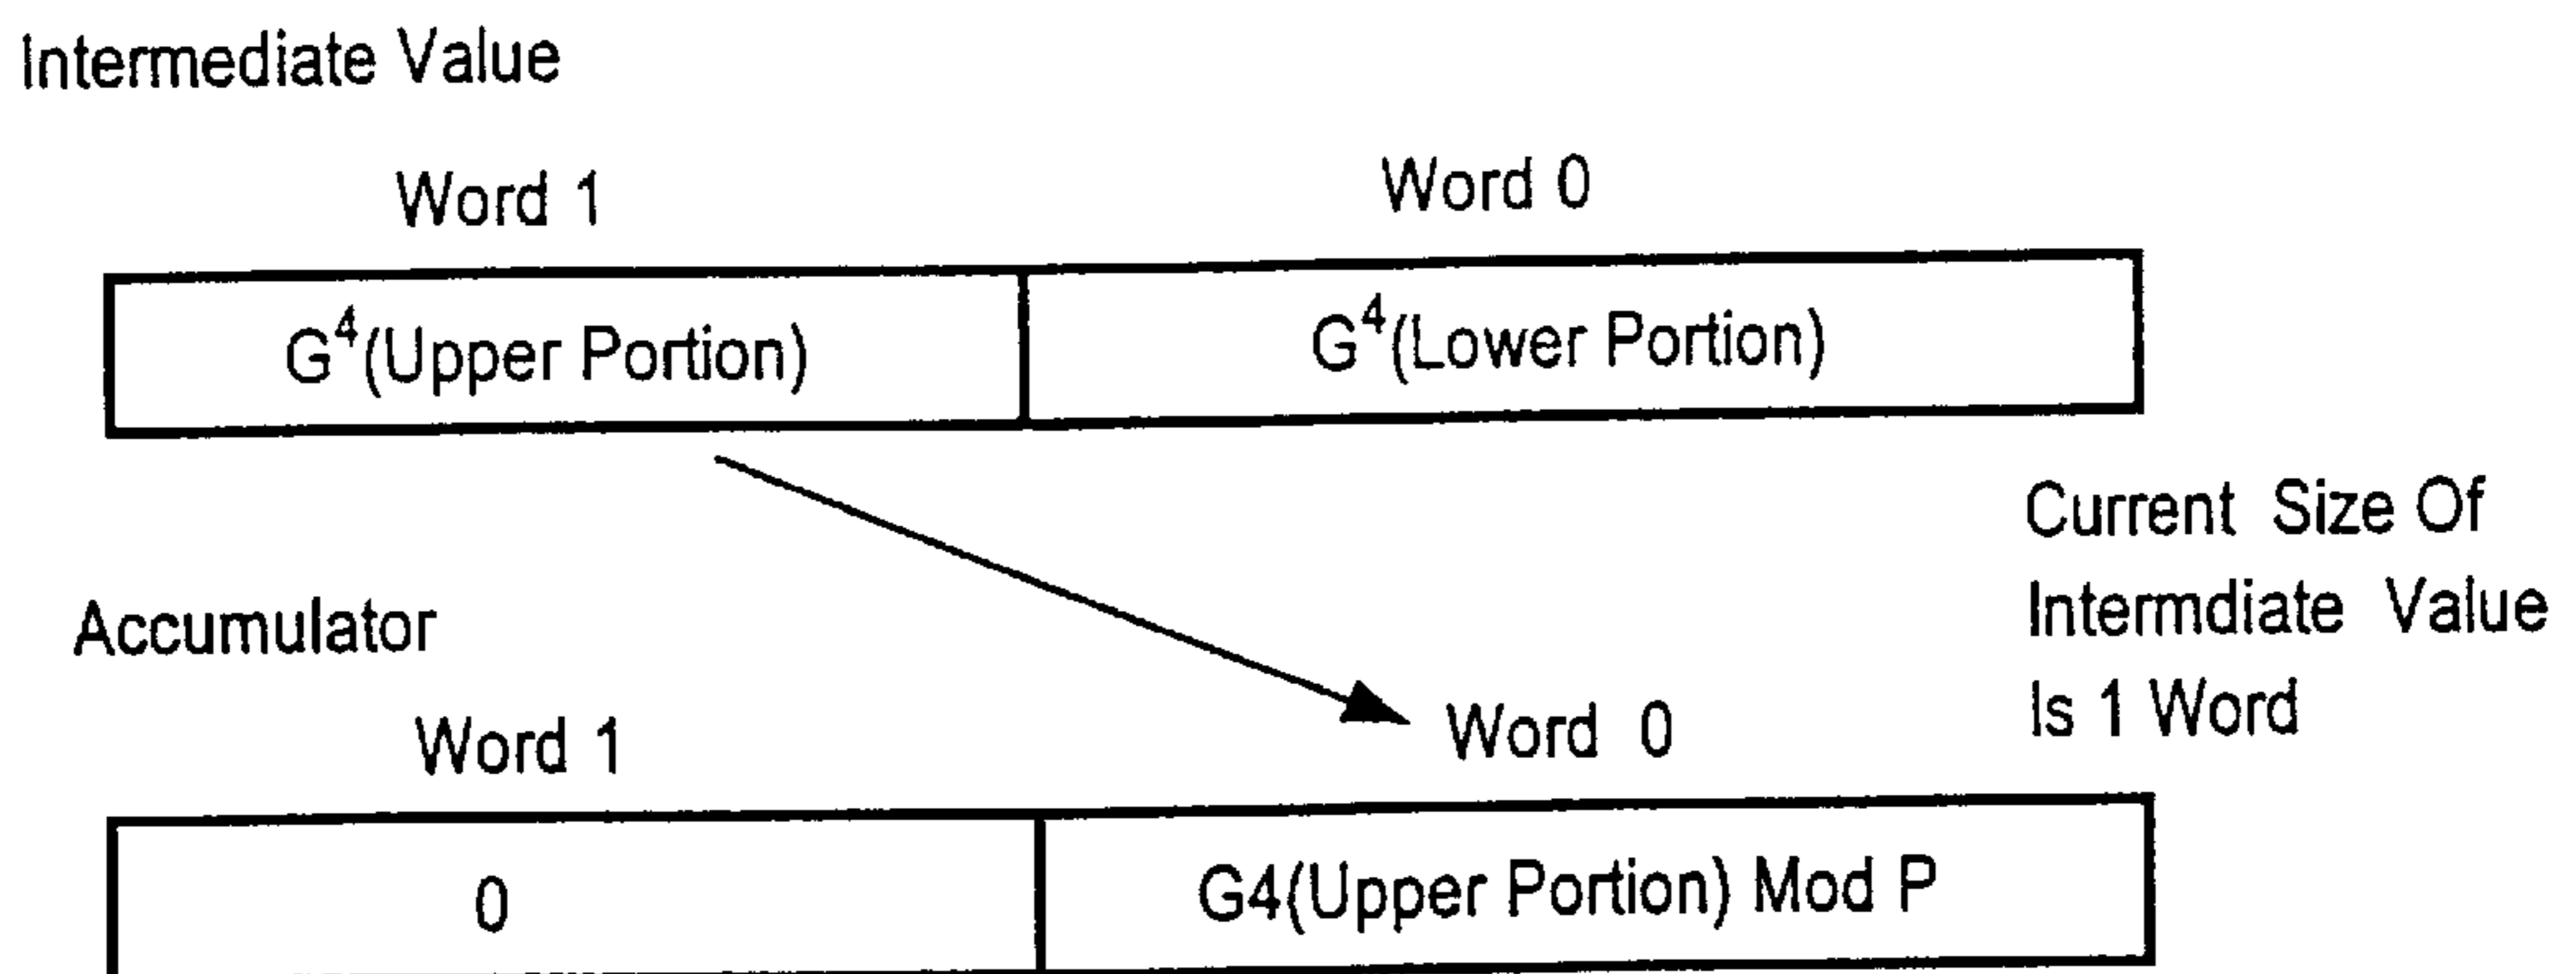 Intermediate Value
Word 1 Word 0
G⁴(Upper Portion) G⁴(Lower Portion)
Current Size Of
Intermdiate Value
Is 1 Word
Accumulator
Word 1 Word 0
0 G4(Upper Portion) Mod P